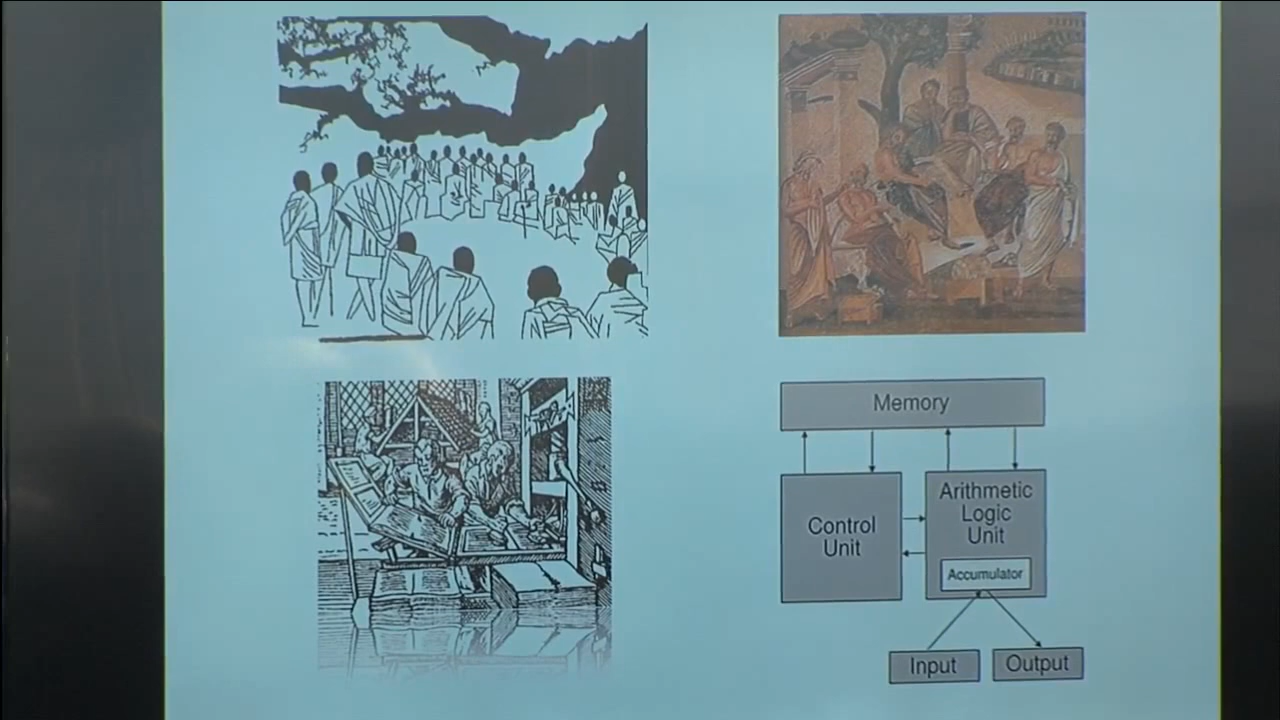 Memory
Control
Unit
Arithmetic
Logic
Unit
Accumulator
Input
Output